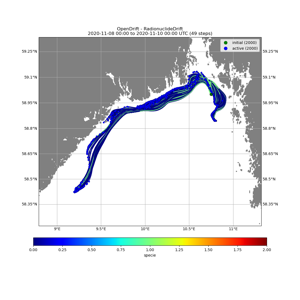 OpenDrift - RadionuclideDrift
2020-11-08 00:00 to 2020-11-10 00:00 UTC (49 steps)
initial (2000)
active (2000)
59.25°N
59.25°N
59.1°N
59.1°N
58.95°N
58.95°N
58.8°N
58.8°N
58.65°N
58.65°N
58.5°N
58.5°N
58.35°N
58.35°N
9°E
9.5°E
10°E
10.5°E
11°E
0.00
0.25
0.50
0.75
1.00
1.25
1.50
1.75
2.00
specie